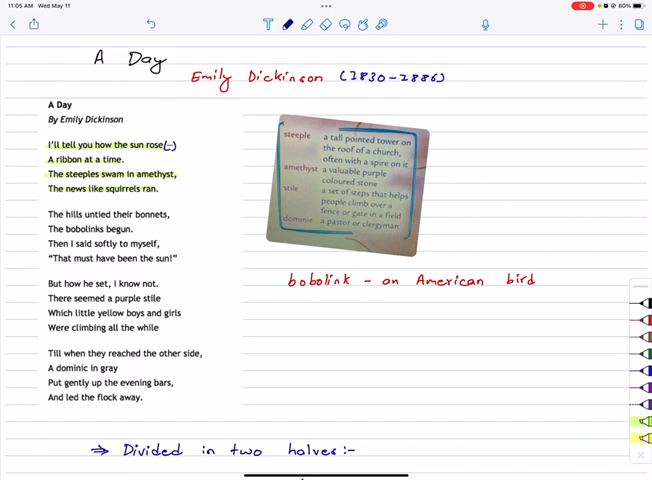 11:05 AM Wed May 11
80%
A Day
Emily Dickinson (1830-1886)
A Day
By Emily Dickinson
I'll tell you how the sun rose(–)
A ribbon at a time.
The steeples swam in amethyst,
The news like squirrels ran.
The hills untied their bonnets,
The bobolinks begun.
Then I said softly to myself,
“That must have been the sun!”
But how he set, I know not.
There seemed a purple stile
Which little yellow boys and girls
Were climbing all the while
Till when they reached the other side,
A dominic in gray
Put gently up the evening bars,
And led the flock away.
steeple a tall pointed tower on
the roof of a church,
often with a spire on it
amethyst a valuable purple
coloured stone
stile a set of steps that helps
people climb over a
fence or gate in a field
dominie a pastor or clergyman
bobolink - an American bird
⇒ Divided in two halves:-